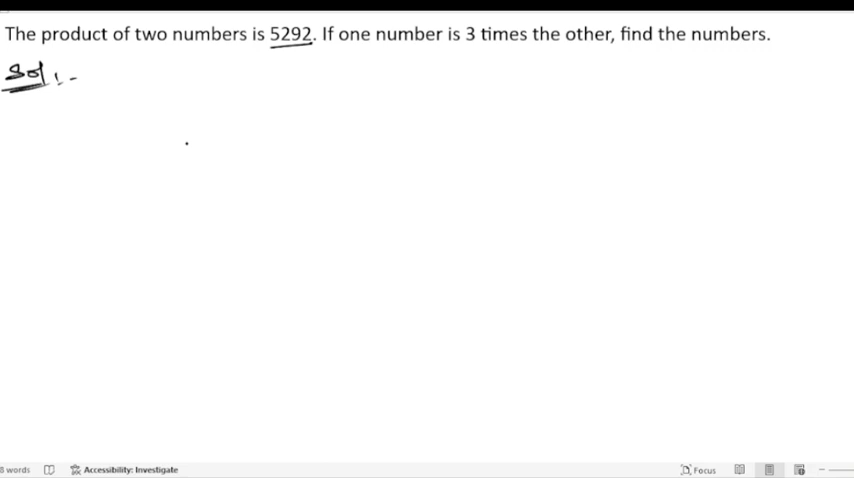 The product of two numbers is 5292. If one number is 3 times the other, find the numbers.
Sol :-
8 words Accessibility: Investigate Focus